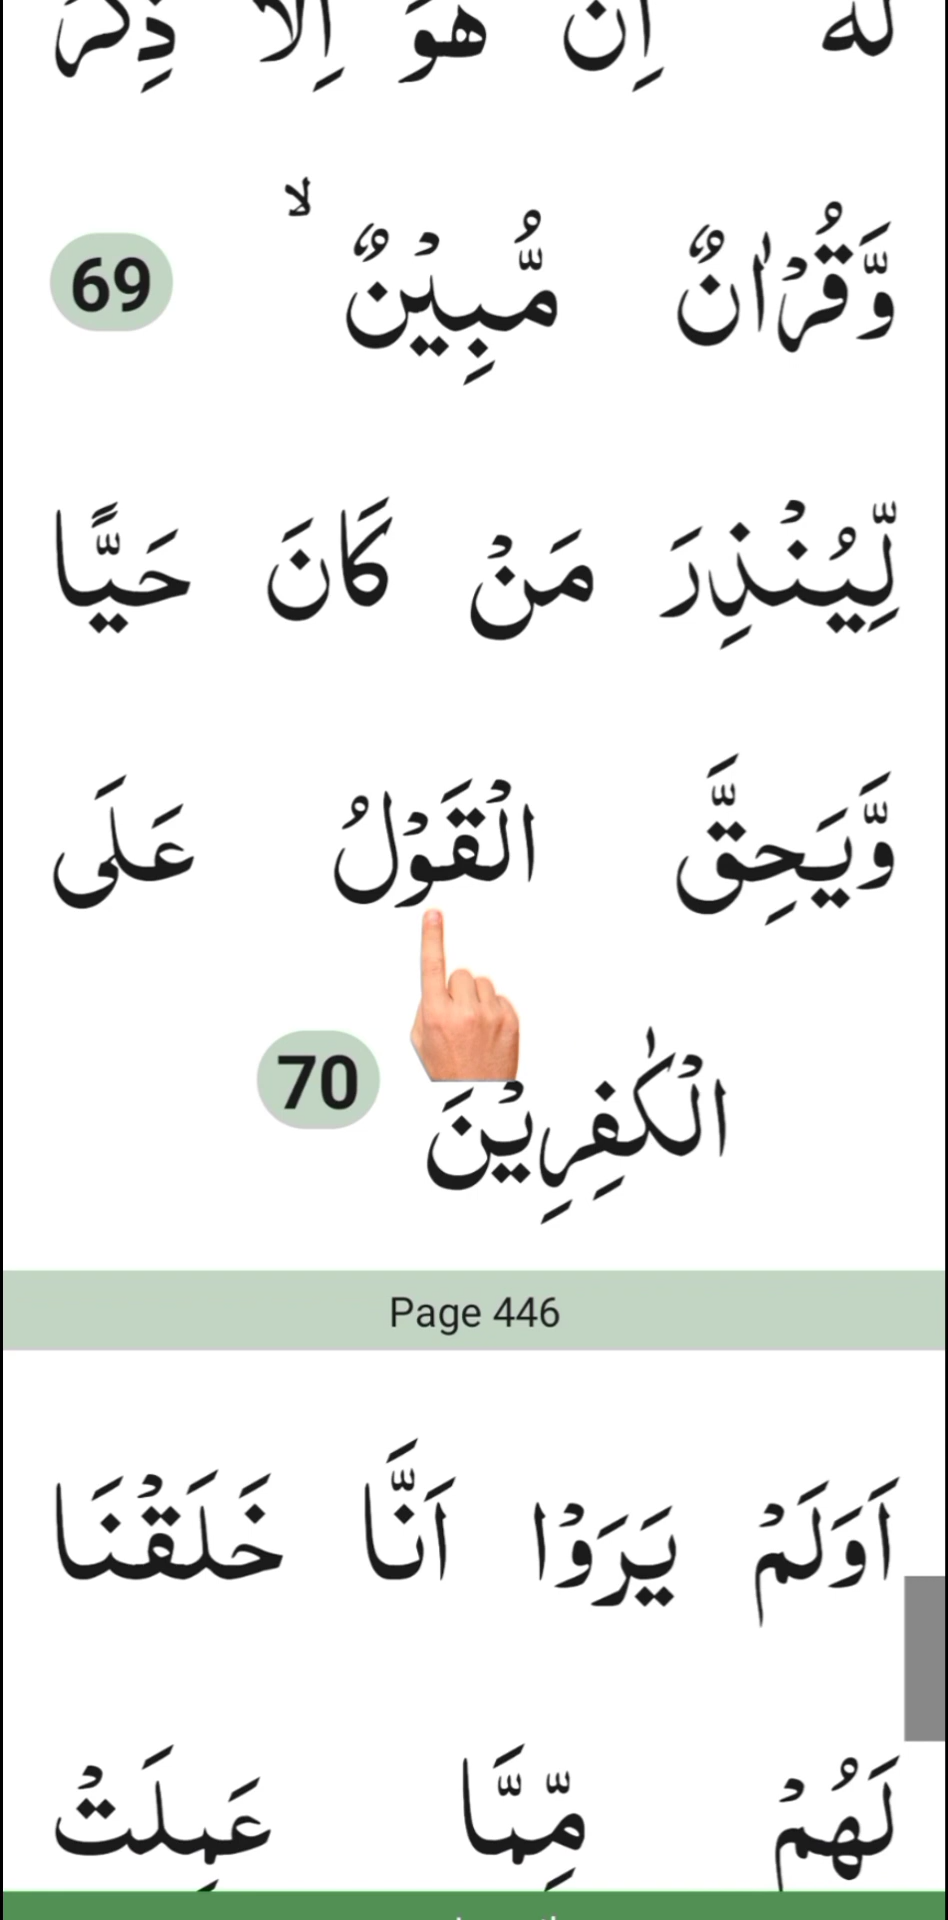 لَهٗ اِنْ هُوَ اِلَّا ذِكْرٌ
وَّقُرْاٰنٌ مُّبِيْنٌ ۙ 69
لِّيُنْذِرَ مَنْ كَانَ حَيًّا
وَّيَحِقَّ الْقَوْلُ عَلَى
الْكٰفِرِيْنَ 70
Page 446
اَوَلَمْ يَرَوْا اَنَّا خَلَقْنَا
لَهُمْ مِّمَّا عَمِلَتْ